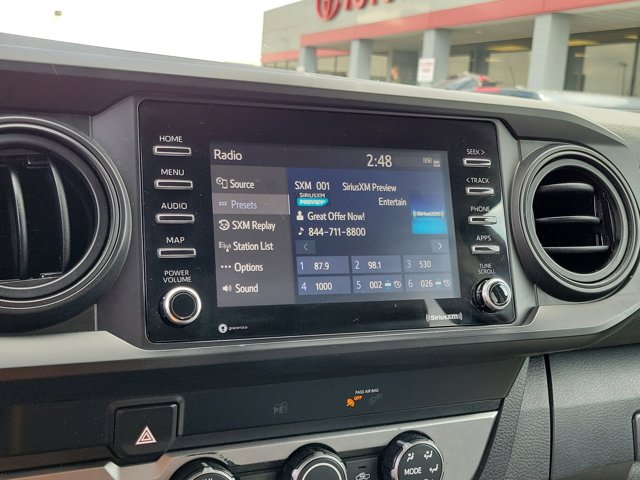 TOYO
HOME
MENU
AUDIO
MAP
POWER
VOLUME
Radio
2:48
Source
Presets
SXM Replay
Station List
Options
Sound
SXM 001 SiriusXM Preview
SIRIUSXM
PREVIEW
Entertain
Great Offer Now!
844-711-8800
SiriusXM
1 87.9
2 98.1
3 530
4 1000
5 002
6 026
SEEK >
< TRACK
PHONE
APPS
TUNE
SCROLL
gracenote
SiriusXM
PASS AIR BAG
OFF
MODE